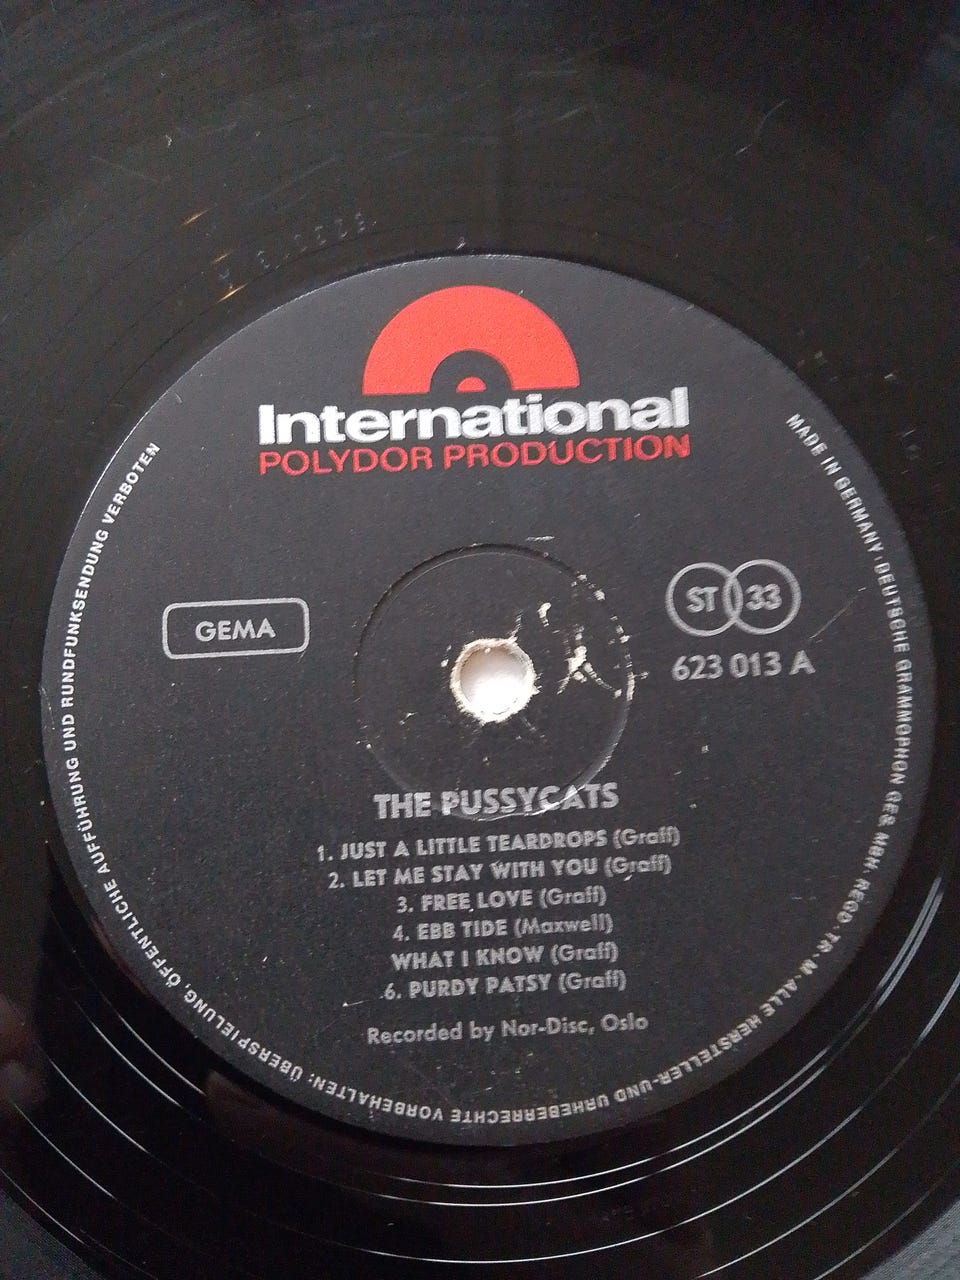 International
POLYDOR PRODUCTION
GEMA
ST 33
623 013 A
THE PUSSYCATS
1. JUST A LITTLE TEARDROPS (Graff)
2. LET ME STAY WITH YOU (Graff)
3. FREE LOVE (Graff)
4. EBB TIDE (Maxwell)
WHAT I KNOW (Graff)
6. PURDY PATSY (Graff)
Recorded by Nor-Disc, Oslo
MADE IN GERMANY · DEUTSCHE GRAMMOPHON GES MBH · REGD · TR · M · ALLE HERSTELLER-UND URHEBERRECHTE VORBEHALTEN; ÜBERSPIELUNG, ÖFFENTLICHE AUFFÜHRUNG UND RUNDFUNKSENDUNG VERBOTEN